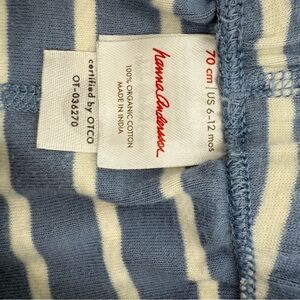 hanna andersson
100% ORGANIC COTTON
MADE IN INDIA
70 cm | US 6-12 mos
certified by OTCO
OT-036270